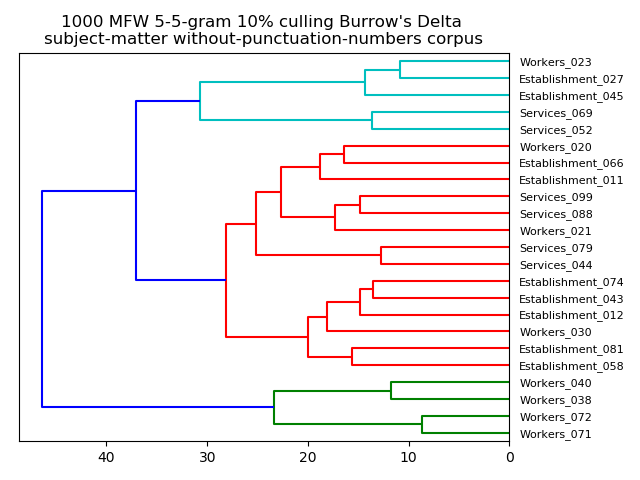 1000 MFW 5-5-gram 10% culling Burrow's Delta
subject-matter without-punctuation-numbers corpus
Workers_023
Establishment_027
Establishment_045
Services_069
Services_052
Workers_020
Establishment_066
Establishment_011
Services_099
Services_088
Workers_021
Services_079
Services_044
Establishment_074
Establishment_043
Establishment_012
Workers_030
Establishment_081
Establishment_058
Workers_040
Workers_038
Workers_072
Workers_071
40 30 20 10 0